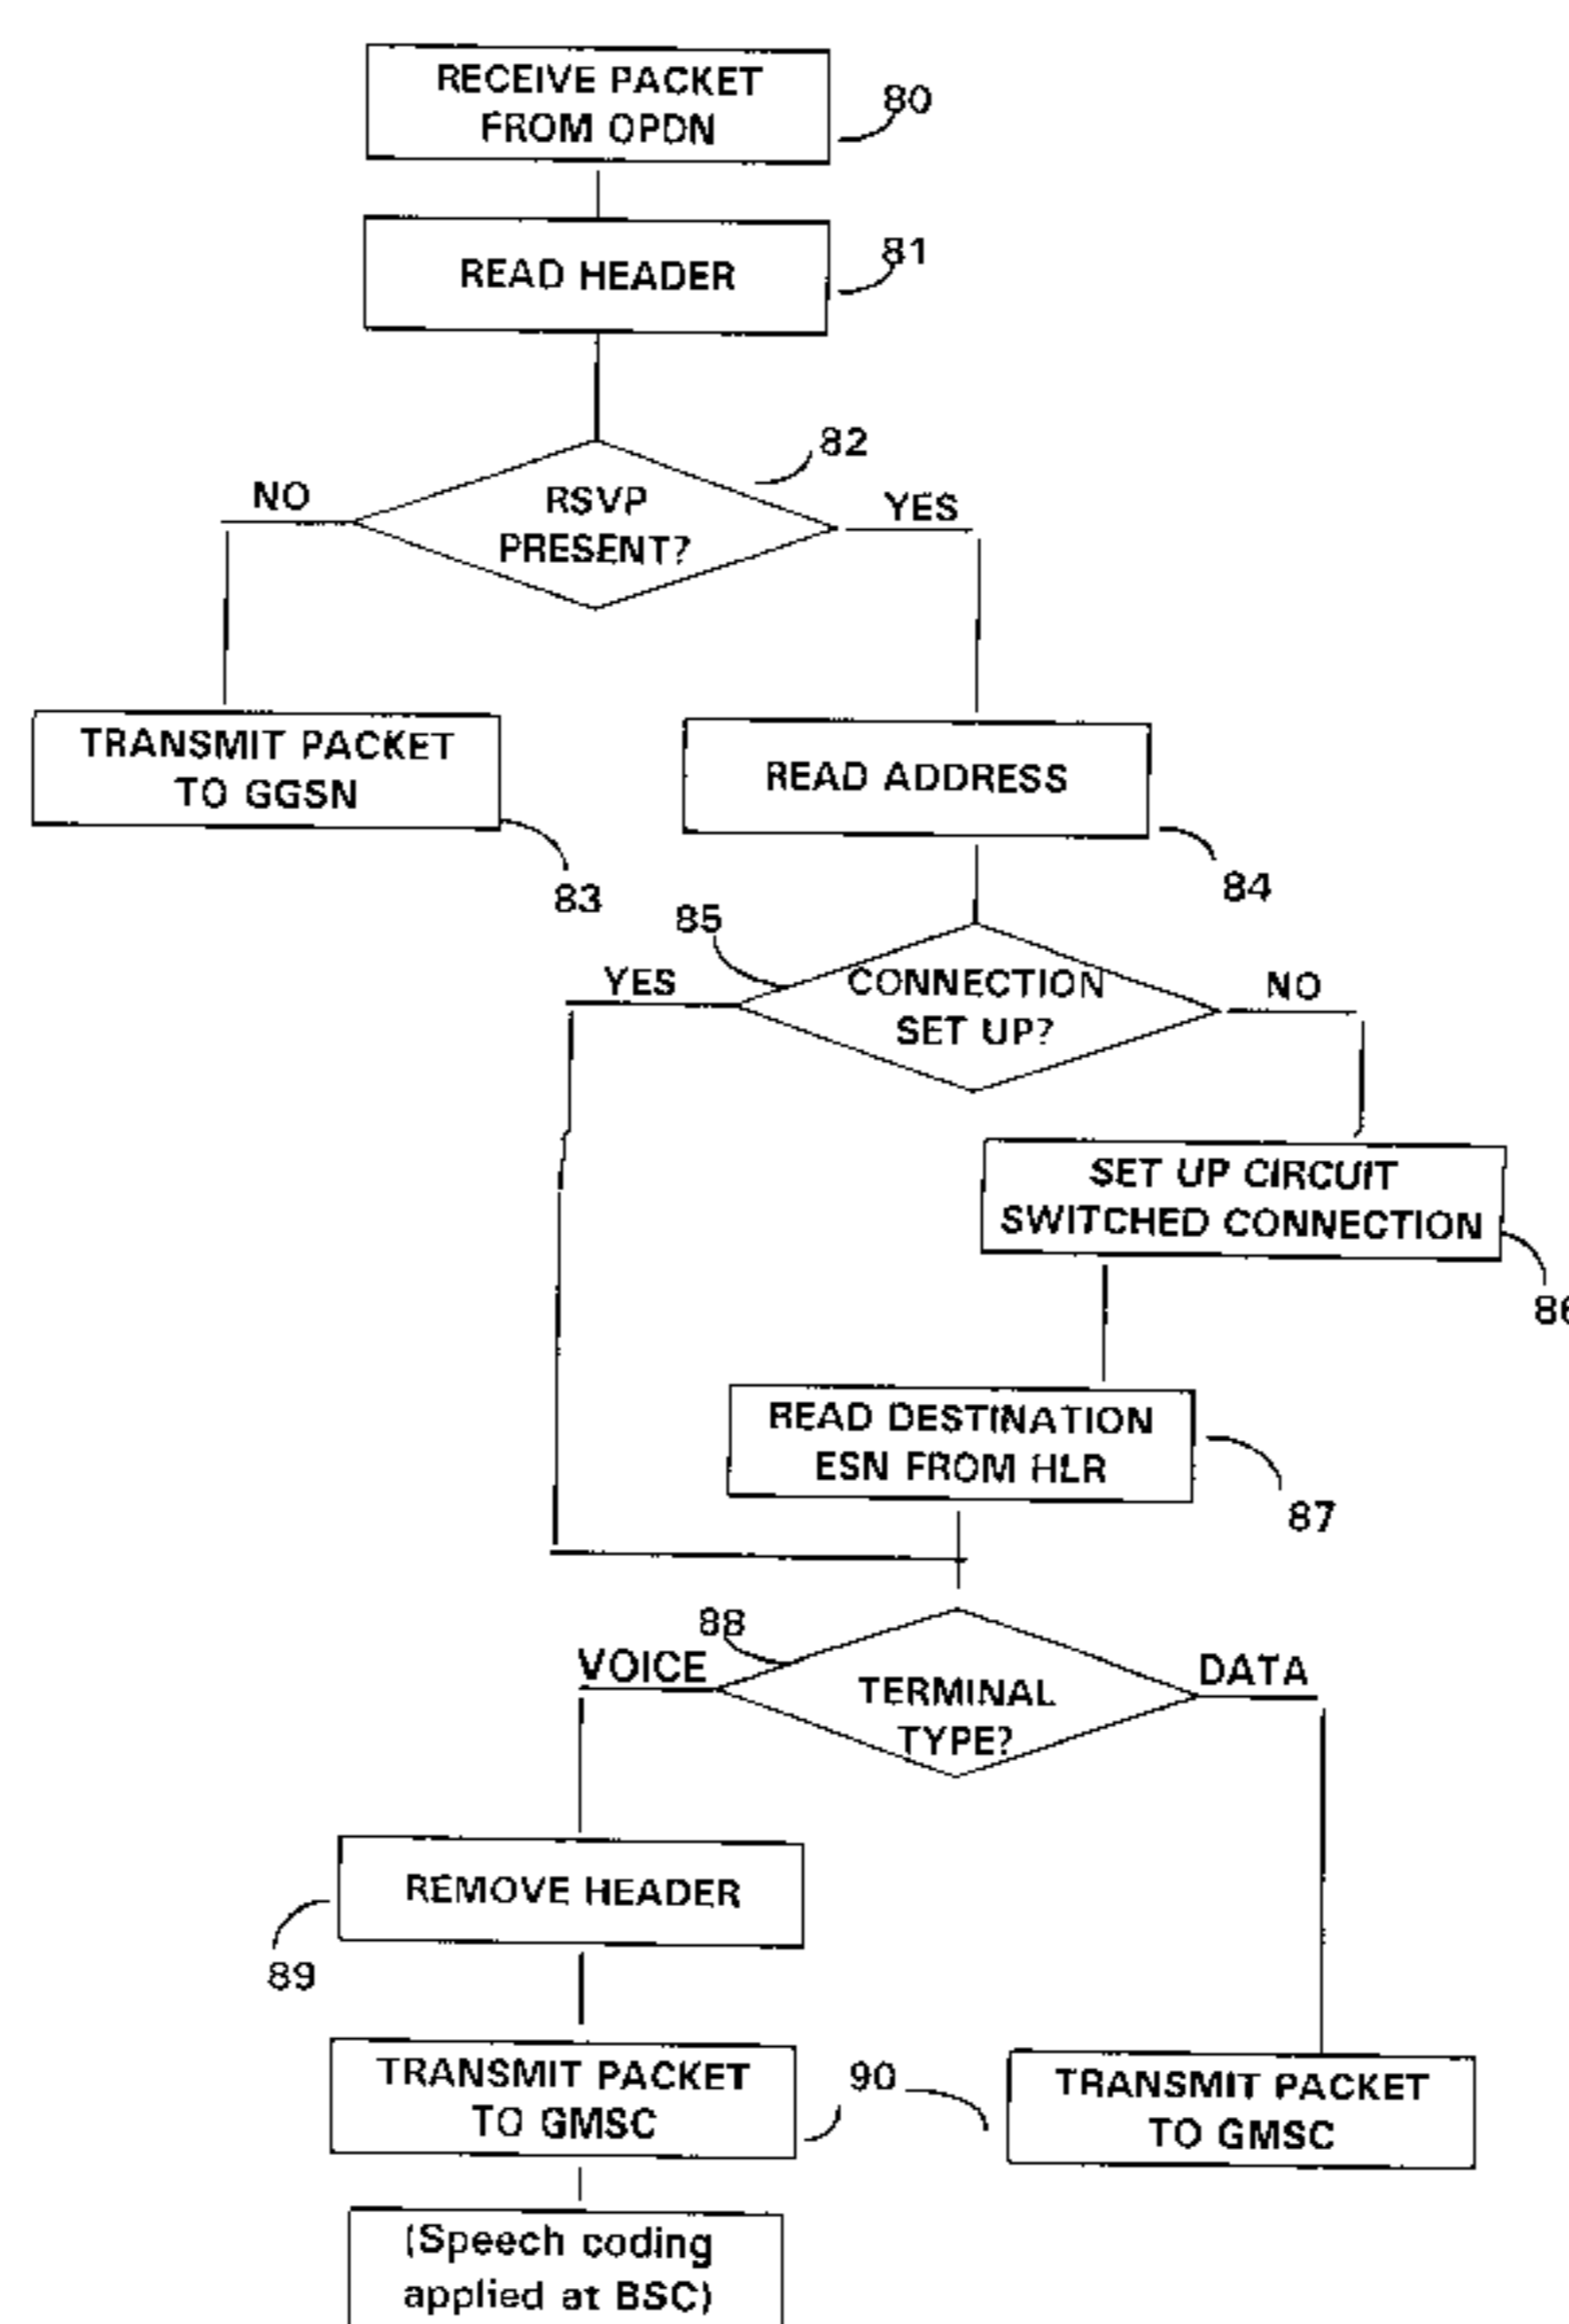 RECEIVE PACKET
FROM OPDN
80
READ HEADER
81
82
NO
RSVP
PRESENT?
YES
TRANSMIT PACKET
TO GGSN
83
READ ADDRESS
84
85
YES
CONNECTION
SET UP?
NO
SET UP CIRCUIT
SWITCHED CONNECTION
86
READ DESTINATION
ESN FROM HLR
87
88
VOICE
TERMINAL
TYPE?
DATA
REMOVE HEADER
89
TRANSMIT PACKET
TO GMSC
90
TRANSMIT PACKET
TO GMSC
(Speech coding
applied at BSC)